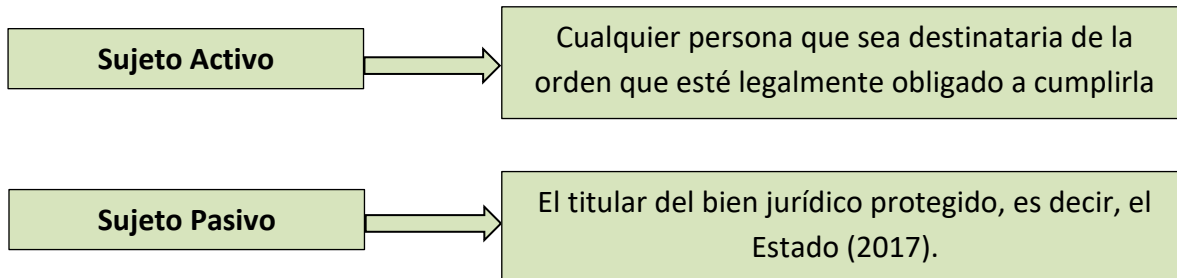 Sujeto Activo
Cualquier persona que sea destinataria de la
orden que esté legalmente obligado a cumplirla
Sujeto Pasivo
El titular del bien jurídico protegido, es decir, el
Estado (2017).